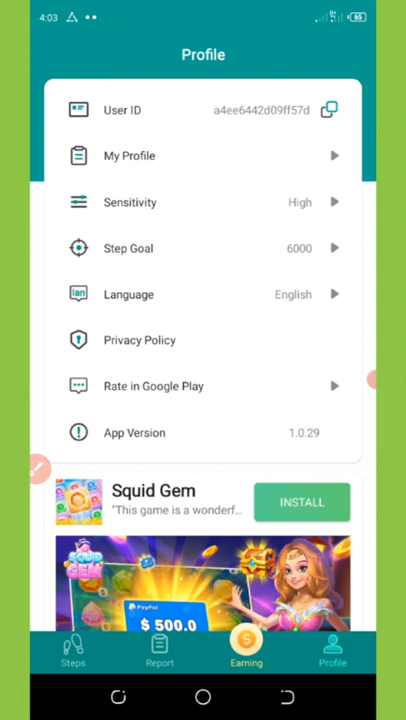 4:03
65
Profile
User ID a4ee6442d09ff57d
My Profile
Sensitivity High
Step Goal 6000
lan Language English
Privacy Policy
Rate in Google Play
App Version 1.0.29
Squid Gem
"This game is a wonderf...
INSTALL
SQUID GEM
PayPal
$ 500.0
Steps Report Earning Profile